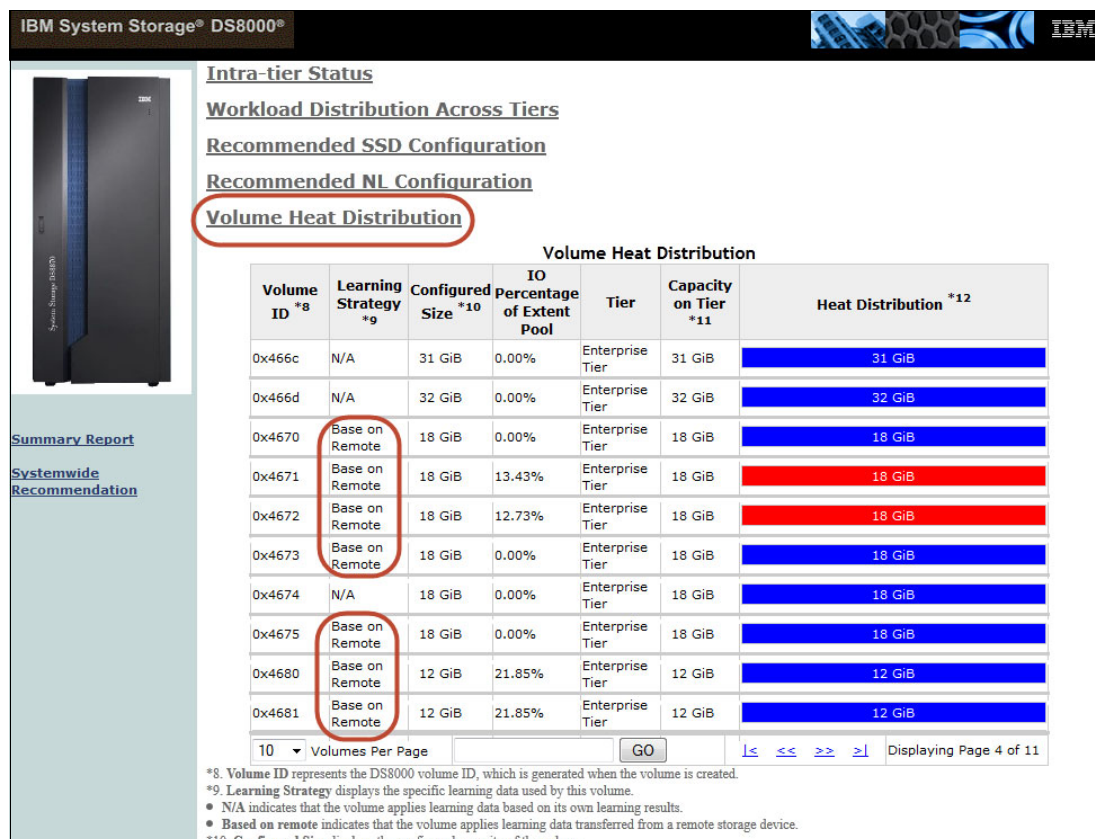 IBM System Storage® DS8000®
IBM
Intra-tier Status
Workload Distribution Across Tiers
Recommended SSD Configuration
Recommended NL Configuration
Volume Heat Distribution
IBM
System Storage DS8870
Summary Report
Systemwide
Recommendation
Volume Heat Distribution
Volume ID *8 Learning Strategy *9 Configured Size *10 IO Percentage of Extent Pool Tier Capacity on Tier *11 Heat Distribution *12
0x466c N/A 31 GiB 0.00% Enterprise Tier 31 GiB 31 GiB
0x466d N/A 32 GiB 0.00% Enterprise Tier 32 GiB 32 GiB
0x4670 Base on Remote 18 GiB 0.00% Enterprise Tier 18 GiB 18 GiB
0x4671 Base on Remote 18 GiB 13.43% Enterprise Tier 18 GiB 18 GiB
0x4672 Base on Remote 18 GiB 12.73% Enterprise Tier 18 GiB 18 GiB
0x4673 Base on Remote 18 GiB 0.00% Enterprise Tier 18 GiB 18 GiB
0x4674 N/A 18 GiB 0.00% Enterprise Tier 18 GiB 18 GiB
0x4675 Base on Remote 18 GiB 0.00% Enterprise Tier 18 GiB 18 GiB
0x4680 Base on Remote 12 GiB 21.85% Enterprise Tier 12 GiB 12 GiB
0x4681 Base on Remote 12 GiB 21.85% Enterprise Tier 12 GiB 12 GiB
10 Volumes Per Page GO |< << >> >| Displaying Page 4 of 11
*8. Volume ID represents the DS8000 volume ID, which is generated when the volume is created.
*9. Learning Strategy displays the specific learning data used by this volume.
● N/A indicates that the volume applies learning data based on its own learning results.
● Based on remote indicates that the volume applies learning data transferred from a remote storage device.